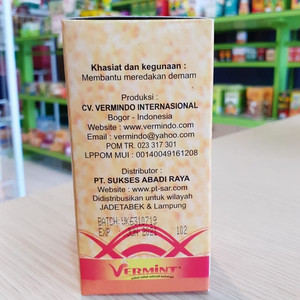 Khasiat dan kegunaan :
Membantu meredakan demam
Produksi :
CV. VERMINDO INTERNASIONAL
Bogor - Indonesia
Website : www.vermindo.com
Email : vermindo@yahoo.com
POM TR. 023 317 301
LPPOM MUI : 00140049161208
Distributor :
PT. SUKSES ABADI RAYA
Website : www.pt-sar.com
Didistribusikan untuk wilayah
JADETABEK & Lampung
BATCH: VK6310719
EXP 102
VERMINT